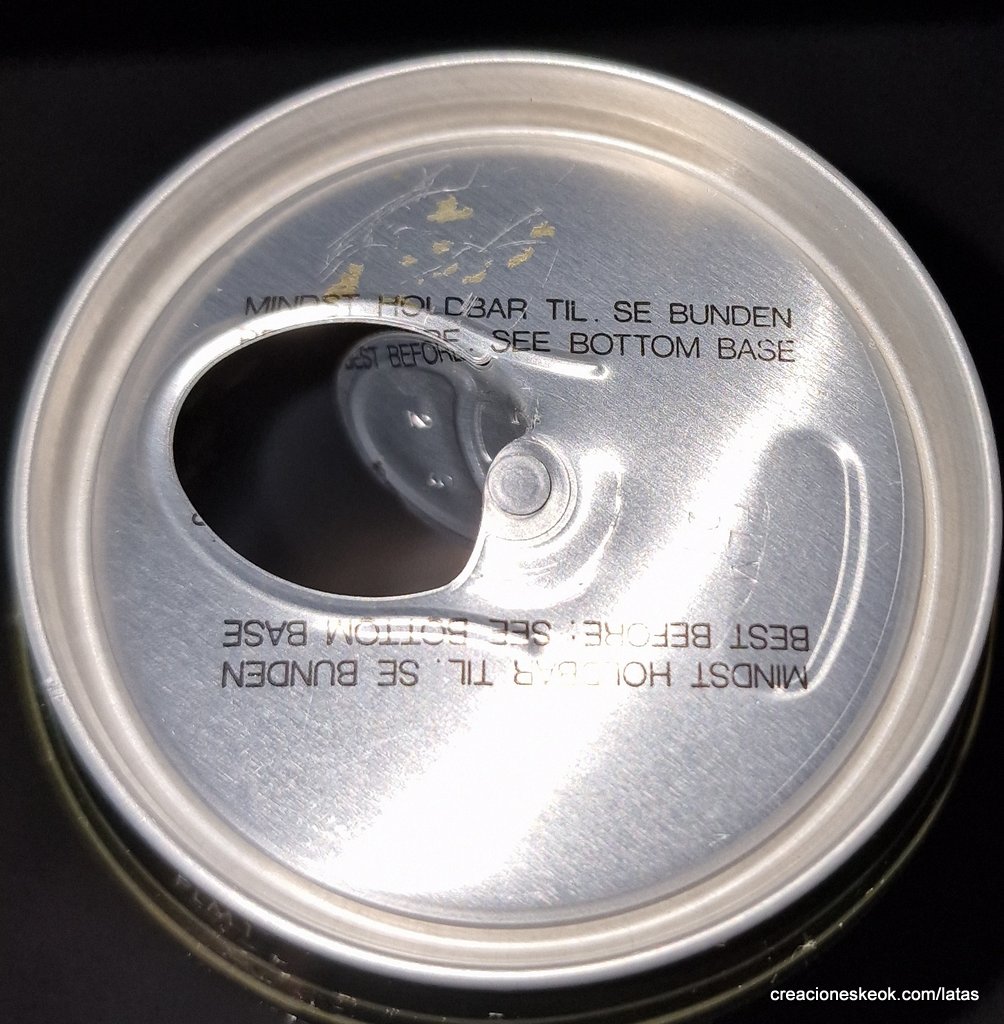 MINDST HOLDBAR TIL. SE BUNDEN
BEFORE. SEE BOTTOM BASE
BEST BEFORE
BEST BEFORE. SEE BOTTOM BASE
MINDST HOLDBAR TIL. SE BUNDEN
creacioneskeok.com/latas